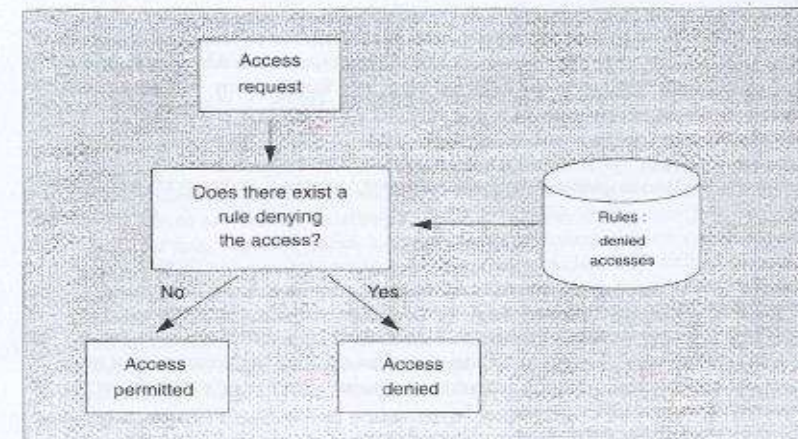 Access
request
Does there exist a
rule denying
the access?
Rules :
denied
accesses
No
Yes
Access
permitted
Access
denied